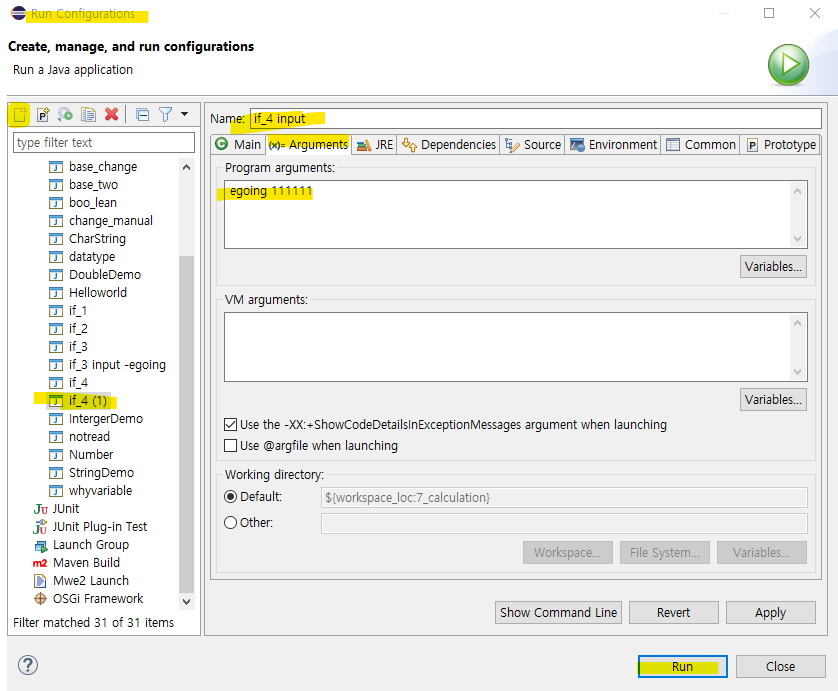 Run Configurations
Create, manage, and run configurations
Run a Java application
Name: if_4 input
type filter text
Main (x)= Arguments JRE Dependencies Source Environment Common P Prototype
base_change
base_two
boo_lean
change_manual
CharString
datatype
DoubleDemo
Helloworld
if_1
if_2
if_3
if_3 input -egoing
if_4
if_4 (1)
IntergerDemo
notread
Number
StringDemo
whyvariable
Ju JUnit
JUnit Plug-in Test
Launch Group
m2 Maven Build
Mwe2 Launch
OSGi Framework
Filter matched 31 of 31 items
Program arguments:
egoing 111111
Variables...
VM arguments:
Variables...
Use the -XX:+ShowCodeDetailsInExceptionMessages argument when launching
Use @argfile when launching
Working directory:
Default: ${workspace_loc:7_calculation}
Other:
Workspace... File System... Variables...
Show Command Line Revert Apply
? Run Close